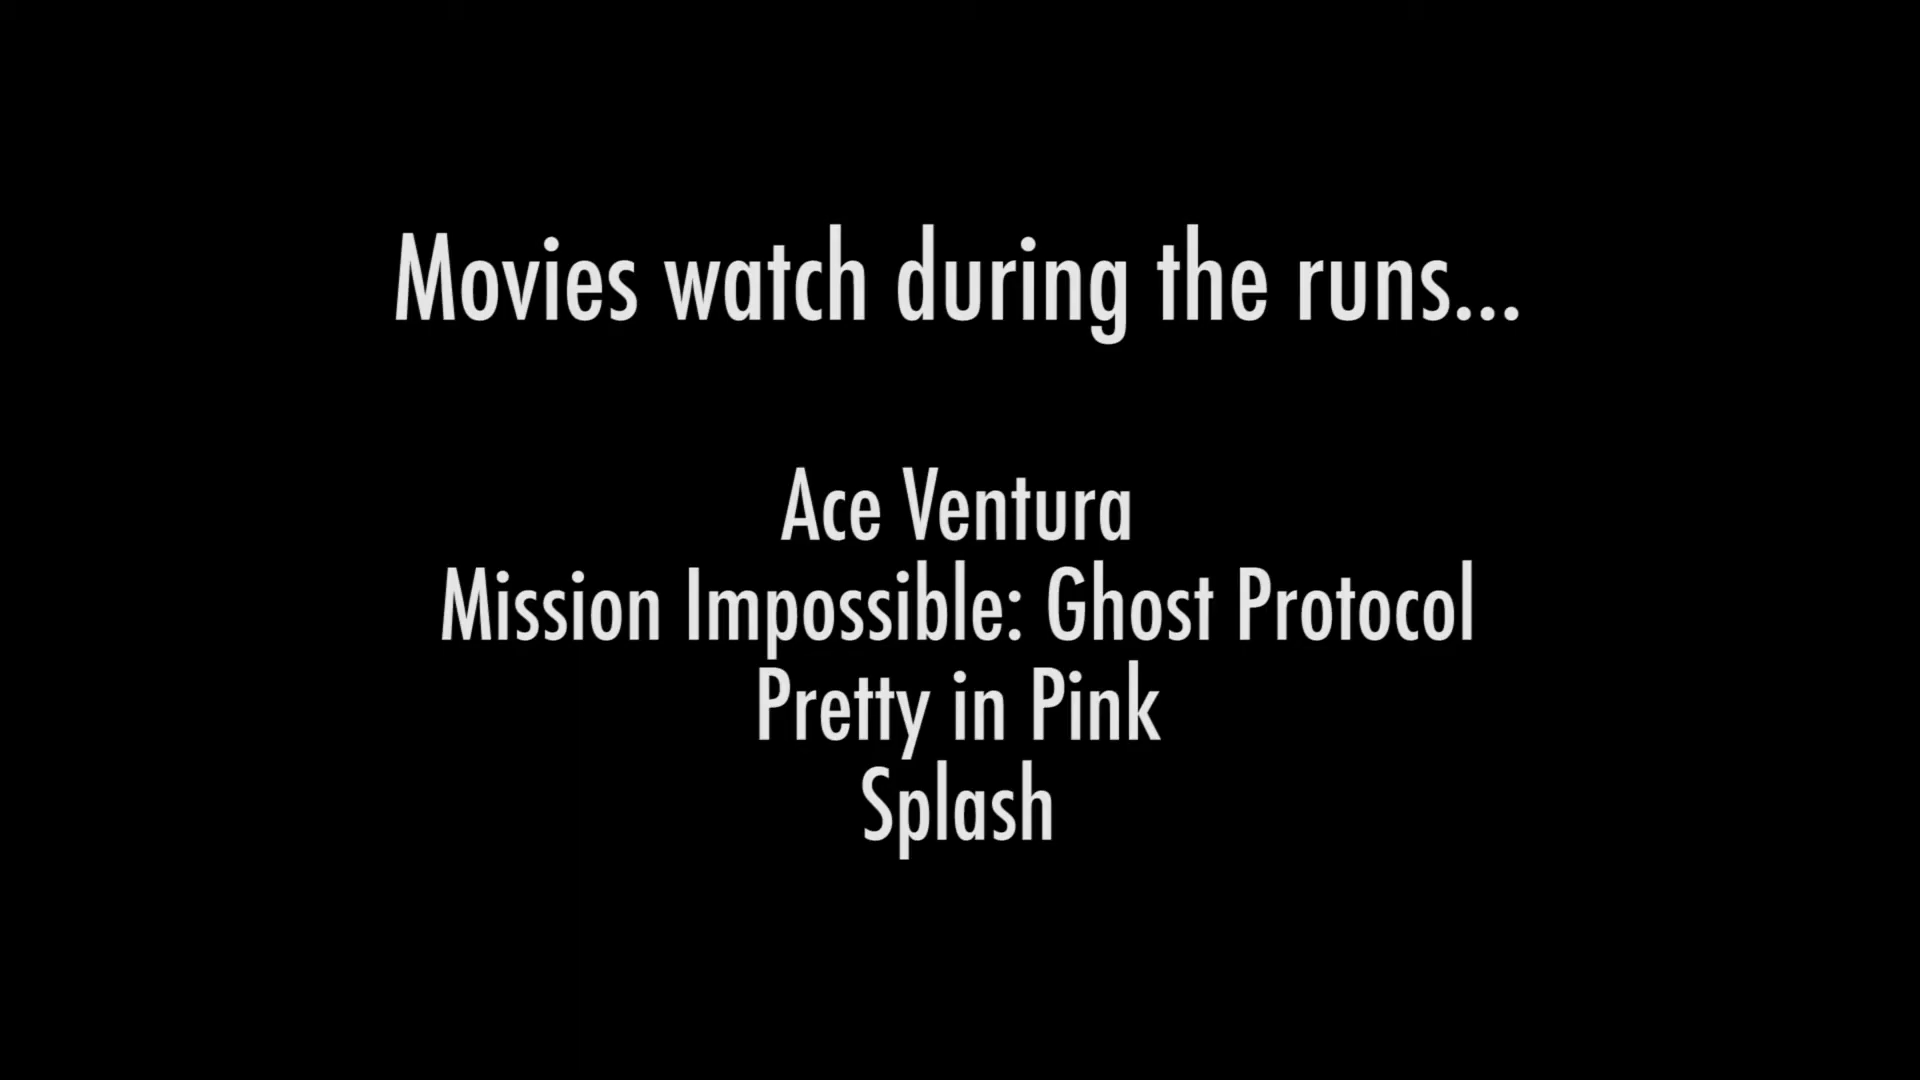 Movies watch during the runs...
Ace Ventura
Mission Impossible: Ghost Protocol
Pretty in Pink
Splash